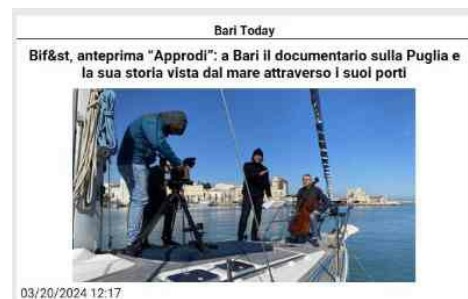 Bari Today
Bif&st, anteprima “Approdi”: a Bari il documentario sulla Puglia e
la sua storia vista dal mare attraverso i suoi porti
03/20/2024 12:17